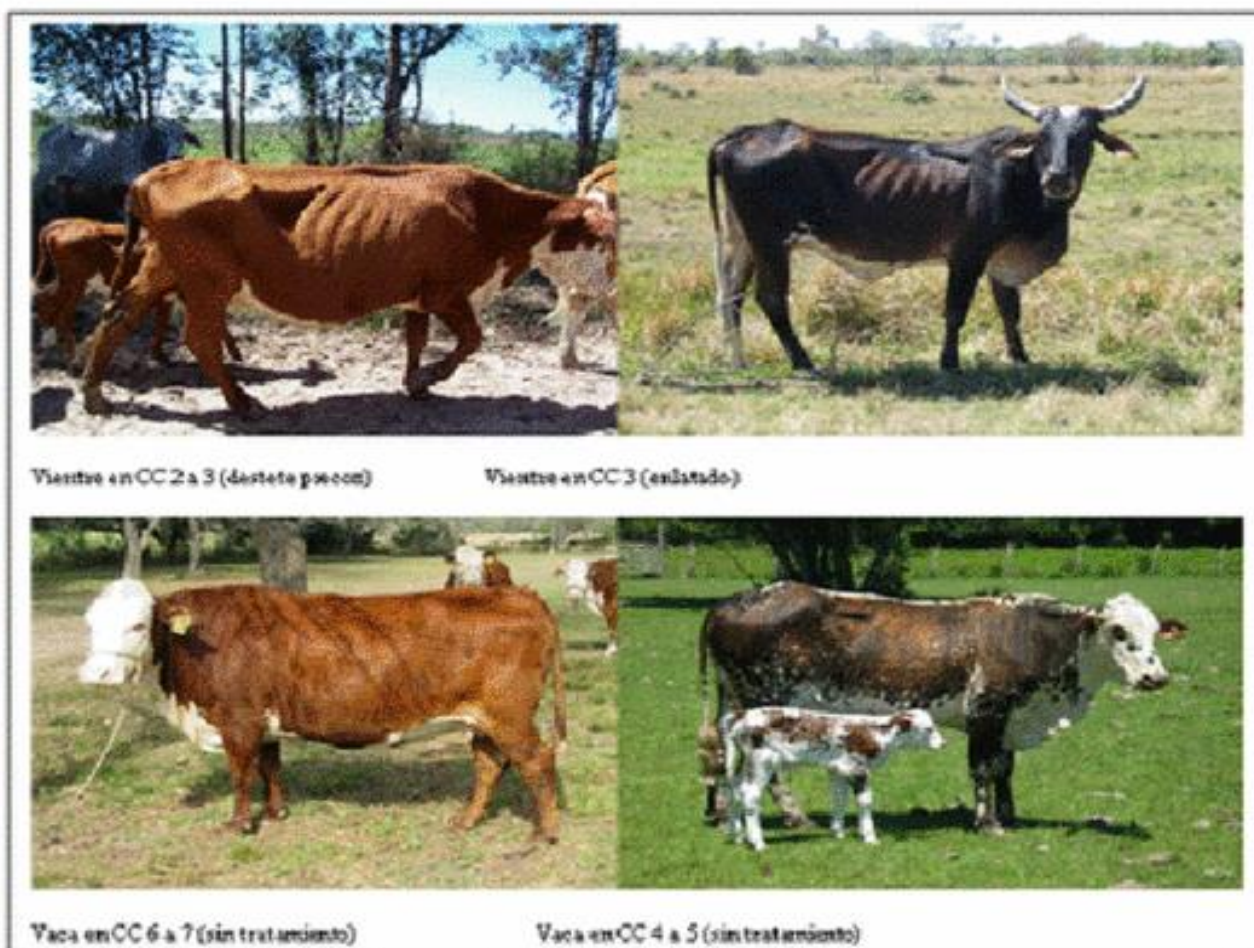 Vientre en CC 2 a 3 (destete precoz)
Vientre en CC 3 (enlatado)
Vaca en CC 6 a 7 (sin tratamiento)
Vaca en CC 4 a 5 (sin tratamiento)